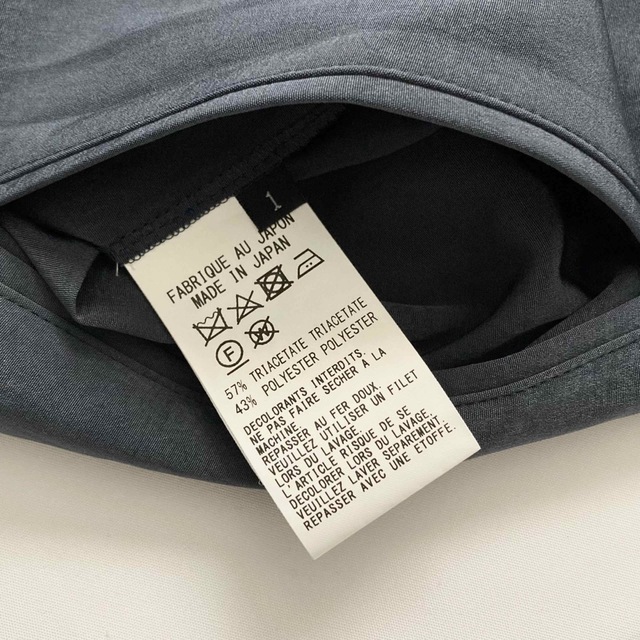 1
FABRIQUE AU JAPON
MADE IN JAPAN
F W
57% TRIACETATE TRIACETATE
43% POLYESTER POLYESTER
DECOLORANTS INTERDITS.
NE PAS FAIRE SECHER À LA
MACHINE.
REPASSER AU FER DOUX.
VEUILLEZ UTILISER UN FILET
LORS DU LAVAGE.
L'ARTICLE RISQUE DE SE
DECOLORER LORS DU LAVAGE.
VEUILLEZ LAVER SEPAREMENT.
REPASSER AVEC UNE ETOFFE.